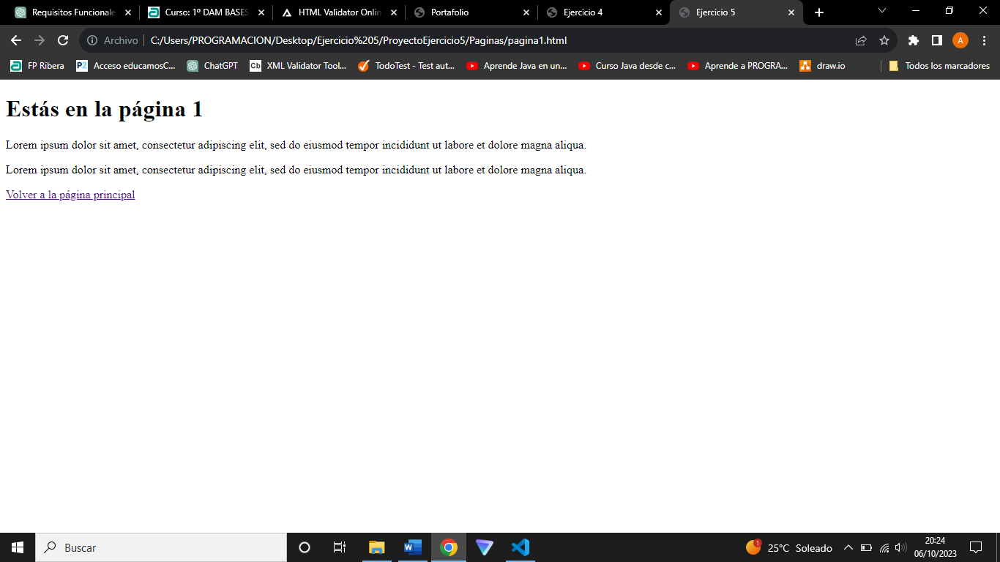 Requisitos Funcionale
Curso: 1º DAM BASES
HTML Validator Onlin
Portafolio
Ejercicio 4
Ejercicio 5
Archivo
C:/Users/PROGRAMACION/Desktop/Ejercicio%205/ProyectoEjercicio5/Paginas/pagina1.html
A
FP Ribera
Acceso educamosC...
ChatGPT
Cb
XML Validator Tool...
TodoTest - Test aut...
Aprende Java en un...
Curso Java desde c...
Aprende a PROGRA...
draw.io
Todos los marcadores
Estás en la página 1
Lorem ipsum dolor sit amet, consectetur adipiscing elit, sed do eiusmod tempor incididunt ut labore et dolore magna aliqua.
Lorem ipsum dolor sit amet, consectetur adipiscing elit, sed do eiusmod tempor incididunt ut labore et dolore magna aliqua.
Volver a la página principal
Buscar
1
25°C Soleado
20:24
06/10/2023